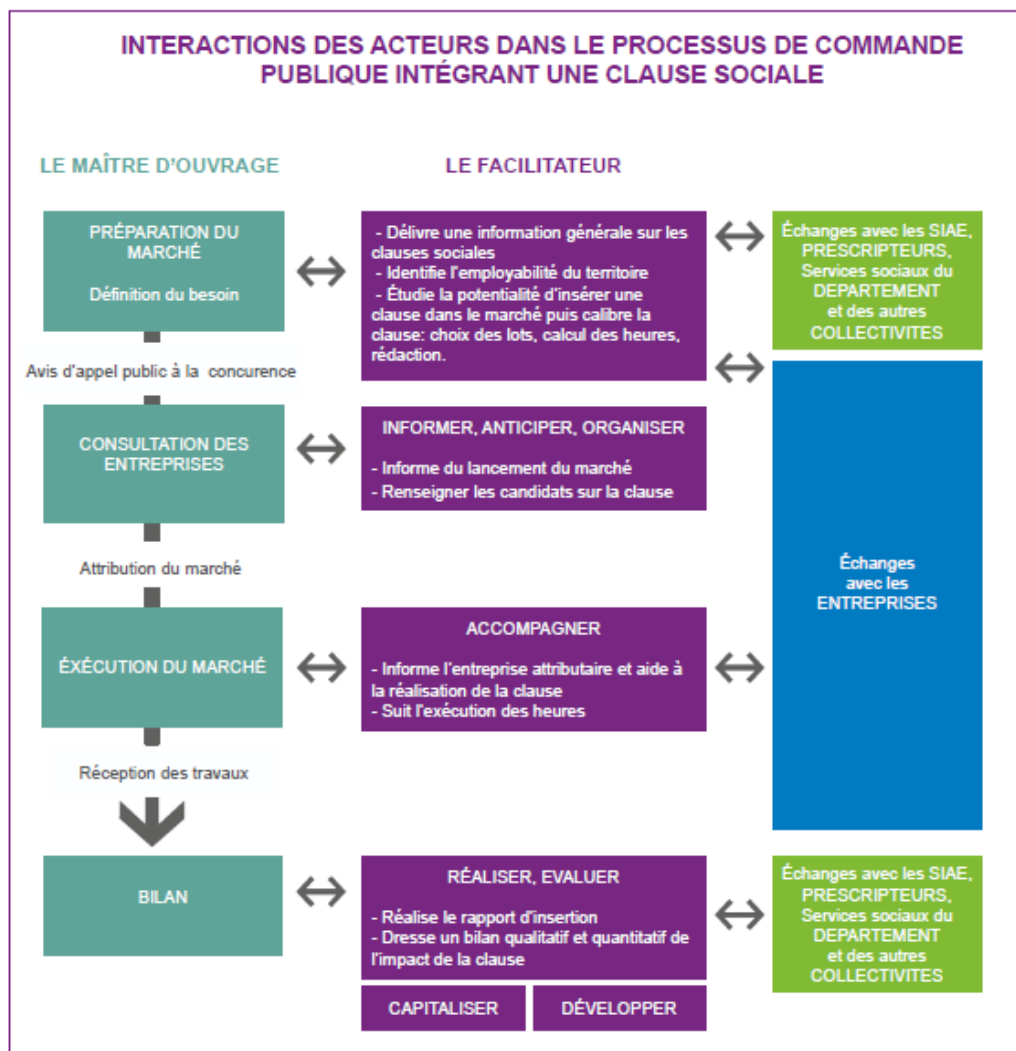 INTERACTIONS DES ACTEURS DANS LE PROCESSUS DE COMMANDE
PUBLIQUE INTÉGRANT UNE CLAUSE SOCIALE
LE MAÎTRE D'OUVRAGE
LE FACILITATEUR
PRÉPARATION DU
MARCHÉ
Définition du besoin
- Délivre une information générale sur les
clauses sociales
- Identifie l'employabilité du territoire
- Étudie la potentialité d'insérer une
clause dans le marché puis calibre la
clause: choix des lots, calcul des heures,
rédaction.
Échanges avec les SIAE,
PRESCRIPTEURS,
Services sociaux du
DEPARTEMENT
et des autres
COLLECTIVITES
Avis d'appel public à la concurence
CONSULTATION DES
ENTREPRISES
INFORMER, ANTICIPER, ORGANISER
- Informe du lancement du marché
- Renseigner les candidats sur la clause
Attribution du marché
Échanges
avec les
ENTREPRISES
ÉXÉCUTION DU MARCHÉ
ACCOMPAGNER
- Informe l'entreprise attributaire et aide à
la réalisation de la clause
- Suit l'exécution des heures
Réception des travaux
BILAN
RÉALISER, EVALUER
- Réalise le rapport d'insertion
- Dresse un bilan qualitatif et quantitatif de
l'impact de la clause
Échanges avec les SIAE,
PRESCRIPTEURS,
Services sociaux du
DEPARTEMENT
et des autres
COLLECTIVITES
CAPITALISER
DÉVELOPPER